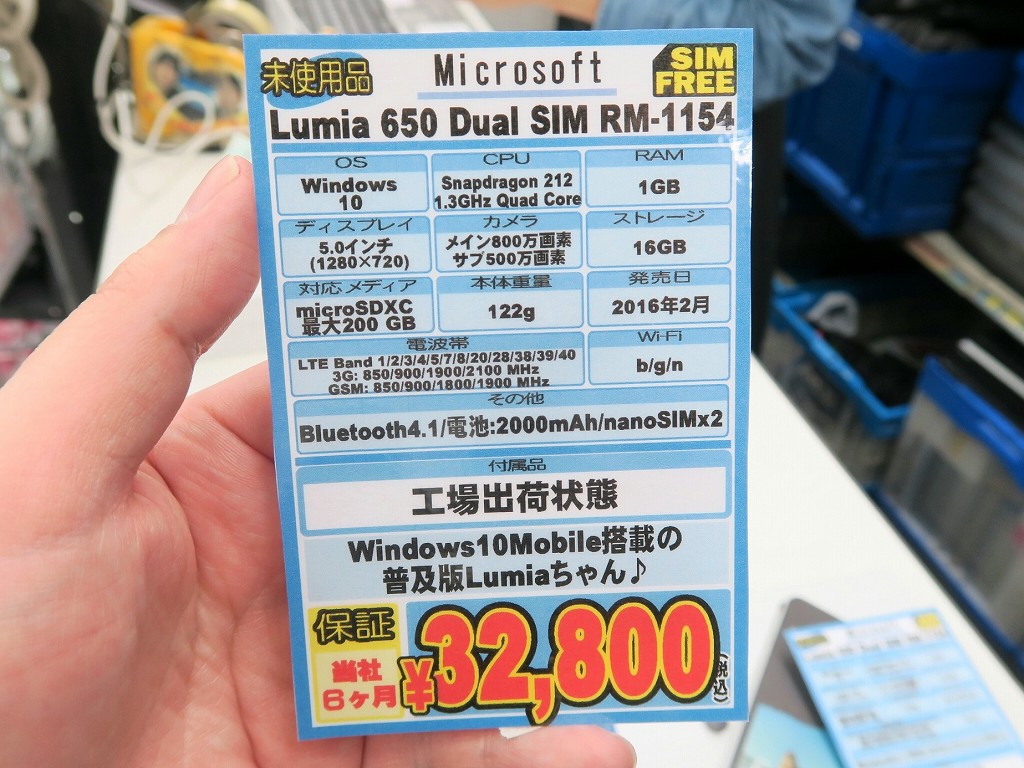 未使用品
Microsoft
SIM
FREE
Lumia 650 Dual SIM RM-1154
OS
Windows
10
CPU
Snapdragon 212
1.3GHz Quad Core
RAM
1GB
ディスプレイ
5.0インチ
(1280×720)
カメラ
メイン800万画素
サブ500万画素
ストレージ
16GB
対応メディア
microSDXC
最大200 GB
本体重量
122g
発売日
2016年2月
電波帯
LTE Band 1/2/3/4/5/7/8/20/28/38/39/40
3G: 850/900/1900/2100 MHz
GSM: 850/900/1800/1900 MHz
Wi-Fi
b/g/n
その他
Bluetooth4.1/電池:2000mAh/nanoSIMx2
付属品
工場出荷状態
Windows10Mobile搭載の
普及版Lumiaちゃん♪
保証
当社
6ヶ月
¥32,800
(税込)